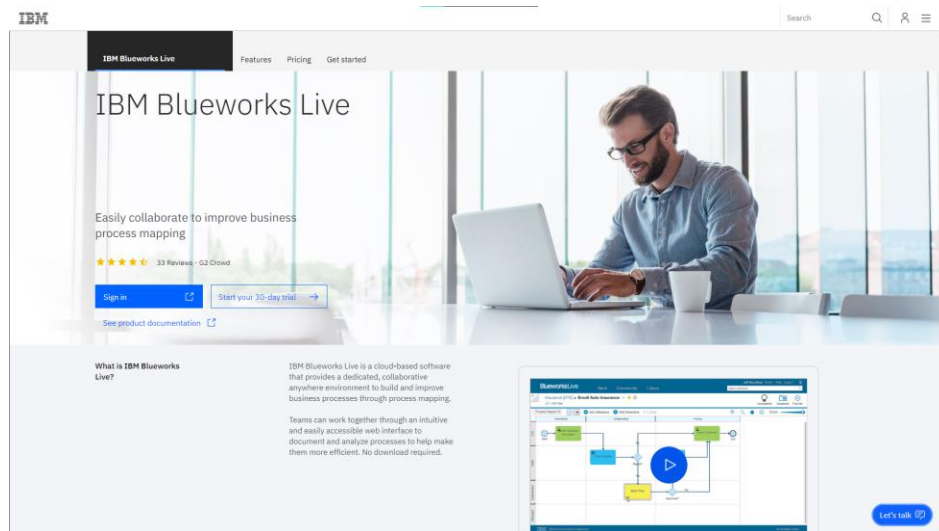 IBM
Search
IBM Blueworks Live
Features
Pricing
Get started
IBM Blueworks Live
Easily collaborate to improve business
process mapping
33 Reviews - G2 Crowd
Sign in
Start your 30-day trial
See product documentation
What is IBM Blueworks
Live?
IBM Blueworks Live is a cloud-based software
that provides a dedicated, collaborative
anywhere environment to build and improve
business processes through process mapping.
Teams can work together through an intuitive
and easily accessible web interface to
document and analyze processes to help make
them more efficient. No download required.
BlueworksLive
Work
Community
Library
IBM
Let's talk